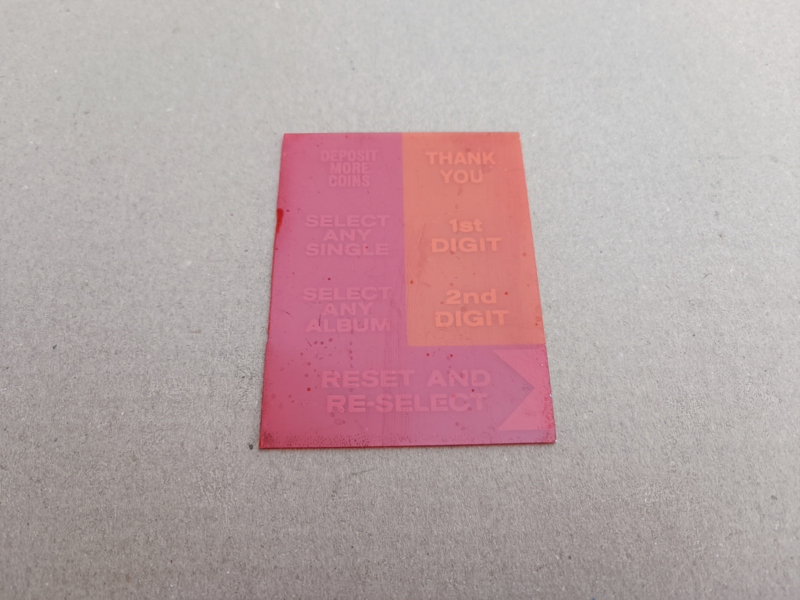 DEPOSIT
MORE
COINS
THANK
YOU
SELECT
ANY
SINGLE
1st
DIGIT
SELECT
ANY
ALBUM
2nd
DIGIT
RESET AND
RE-SELECT